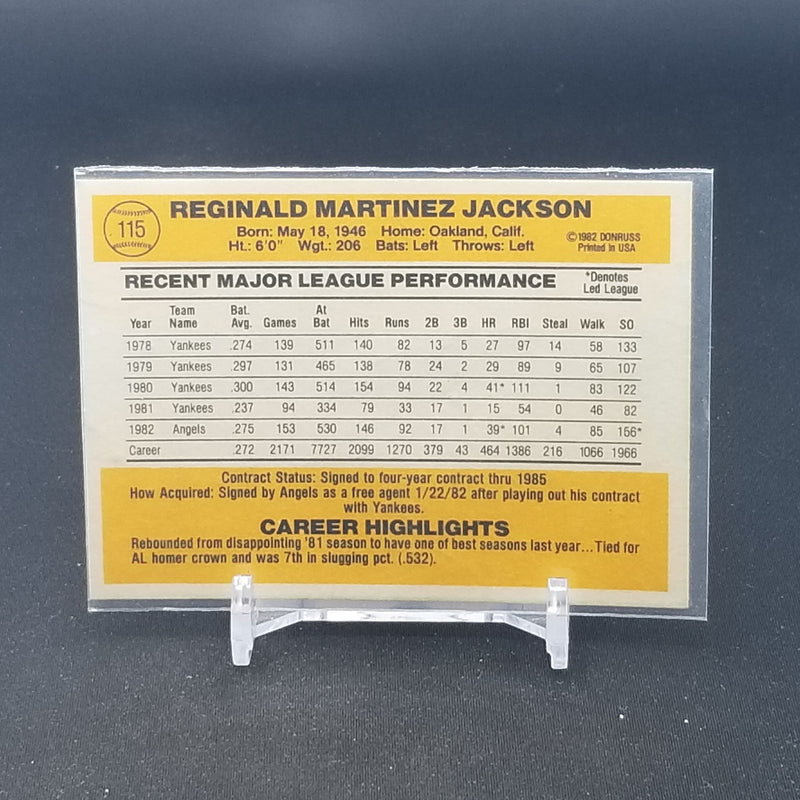 115
REGINALD MARTINEZ JACKSON
Born: May 18, 1946 Home: Oakland, Calif.
Ht.: 6'0" Wgt.: 206 Bats: Left Throws: Left
©1982 DONRUSS
Printed in USA
RECENT MAJOR LEAGUE PERFORMANCE
*Denotes
Led League
Year Team Name Bat. Avg. Games At Bat Hits Runs 2B 3B HR RBI Steal Walk SO
1978 Yankees .274 139 511 140 82 13 5 27 97 14 58 133
1979 Yankees .297 131 465 138 78 24 2 29 89 9 65 107
1980 Yankees .300 143 514 154 94 22 4 41* 111 1 83 122
1981 Yankees .237 94 334 79 33 17 1 15 54 0 46 82
1982 Angels .275 153 530 146 92 17 1 39* 101 4 85 156*
Career .272 2171 7727 2099 1270 379 43 464 1386 216 1066 1966
Contract Status: Signed to four-year contract thru 1985
How Acquired: Signed by Angels as a free agent 1/22/82 after playing out his contract
with Yankees.
CAREER HIGHLIGHTS
Rebounded from disappointing '81 season to have one of best seasons last year...Tied for
AL homer crown and was 7th in slugging pct. (.532).